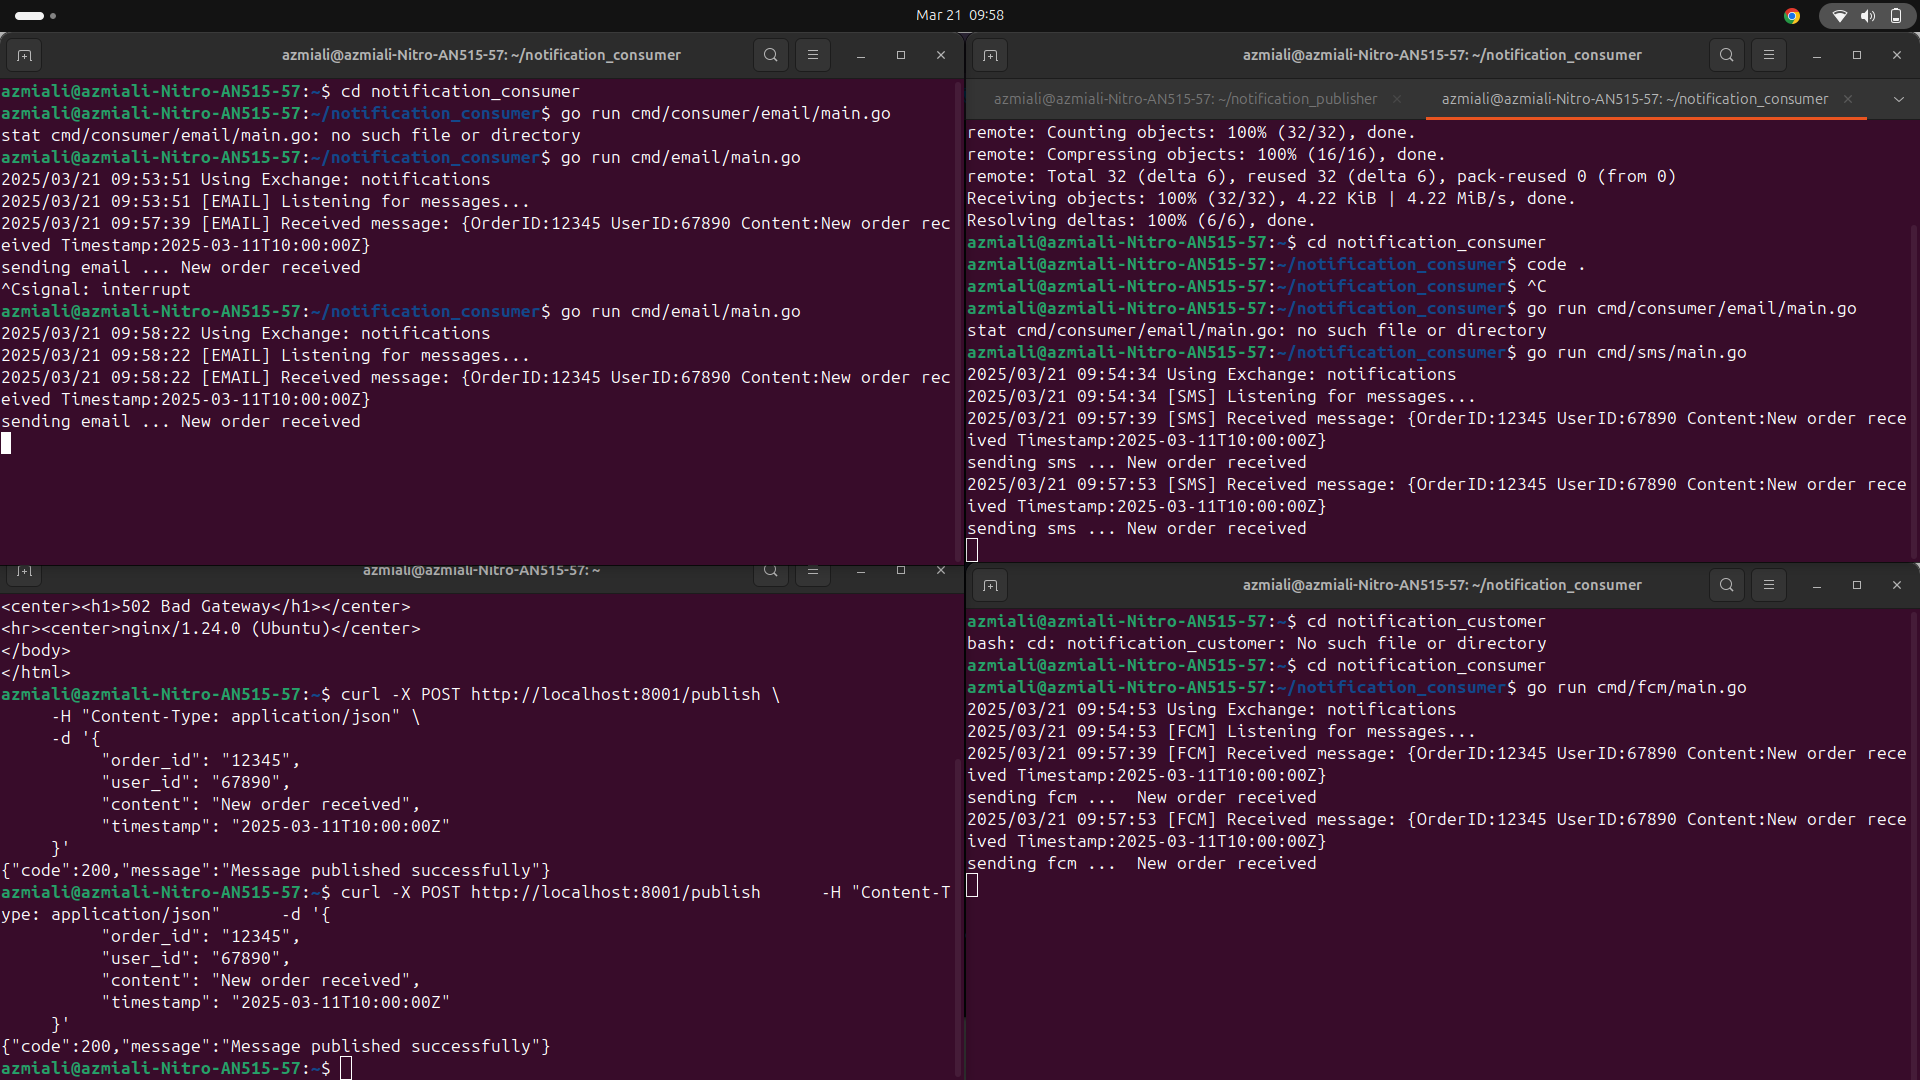 Mar 21 09:58
azmiali@azmiali-Nitro-AN515-57: ~/notification_consumer
azmiali@azmiali-Nitro-AN515-57:~$ cd notification_consumer
azmiali@azmiali-Nitro-AN515-57:~/notification_consumer$ go run cmd/consumer/email/main.go
stat cmd/consumer/email/main.go: no such file or directory
azmiali@azmiali-Nitro-AN515-57:~/notification_consumer$ go run cmd/email/main.go
2025/03/21 09:53:51 Using Exchange: notifications
2025/03/21 09:53:51 [EMAIL] Listening for messages...
2025/03/21 09:57:39 [EMAIL] Received message: {OrderID:12345 UserID:67890 Content:New order rec
eived Timestamp:2025-03-11T10:00:00Z}
sending email ... New order received
^Csignal: interrupt
azmiali@azmiali-Nitro-AN515-57:~/notification_consumer$ go run cmd/email/main.go
2025/03/21 09:58:22 Using Exchange: notifications
2025/03/21 09:58:22 [EMAIL] Listening for messages...
2025/03/21 09:58:22 [EMAIL] Received message: {OrderID:12345 UserID:67890 Content:New order rec
eived Timestamp:2025-03-11T10:00:00Z}
sending email ... New order received
azmiali@azmiali-Nitro-AN515-57: ~/notification_consumer
azmiali@azmiali-Nitro-AN515-57: ~/notification_publisher
azmiali@azmiali-Nitro-AN515-57: ~/notification_consumer
remote: Counting objects: 100% (32/32), done.
remote: Compressing objects: 100% (16/16), done.
remote: Total 32 (delta 6), reused 32 (delta 6), pack-reused 0 (from 0)
Receiving objects: 100% (32/32), 4.22 KiB | 4.22 MiB/s, done.
Resolving deltas: 100% (6/6), done.
azmiali@azmiali-Nitro-AN515-57:~$ cd notification_consumer
azmiali@azmiali-Nitro-AN515-57:~/notification_consumer$ code .
azmiali@azmiali-Nitro-AN515-57:~/notification_consumer$ ^C
azmiali@azmiali-Nitro-AN515-57:~/notification_consumer$ go run cmd/consumer/email/main.go
stat cmd/consumer/email/main.go: no such file or directory
azmiali@azmiali-Nitro-AN515-57:~/notification_consumer$ go run cmd/sms/main.go
2025/03/21 09:54:34 Using Exchange: notifications
2025/03/21 09:54:34 [SMS] Listening for messages...
2025/03/21 09:57:39 [SMS] Received message: {OrderID:12345 UserID:67890 Content:New order rece
ived Timestamp:2025-03-11T10:00:00Z}
sending sms ... New order received
2025/03/21 09:57:53 [SMS] Received message: {OrderID:12345 UserID:67890 Content:New order rece
ived Timestamp:2025-03-11T10:00:00Z}
sending sms ... New order received
azmiali@azmiali-Nitro-AN515-57: ~
<center><h1>502 Bad Gateway</h1></center>
<hr><center>nginx/1.24.0 (Ubuntu)</center>
</body>
</html>
azmiali@azmiali-Nitro-AN515-57:~$ curl -X POST http://localhost:8001/publish \
-H "Content-Type: application/json" \
-d '{
"order_id": "12345",
"user_id": "67890",
"content": "New order received",
"timestamp": "2025-03-11T10:00:00Z"
}'
{"code":200,"message":"Message published successfully"}
azmiali@azmiali-Nitro-AN515-57:~$ curl -X POST http://localhost:8001/publish      -H "Content-T
ype: application/json"      -d '{
"order_id": "12345",
"user_id": "67890",
"content": "New order received",
"timestamp": "2025-03-11T10:00:00Z"
}'
{"code":200,"message":"Message published successfully"}
azmiali@azmiali-Nitro-AN515-57:~$
azmiali@azmiali-Nitro-AN515-57: ~/notification_consumer
azmiali@azmiali-Nitro-AN515-57:~$ cd notification_customer
bash: cd: notification_customer: No such file or directory
azmiali@azmiali-Nitro-AN515-57:~$ cd notification_consumer
azmiali@azmiali-Nitro-AN515-57:~/notification_consumer$ go run cmd/fcm/main.go
2025/03/21 09:54:53 Using Exchange: notifications
2025/03/21 09:54:53 [FCM] Listening for messages...
2025/03/21 09:57:39 [FCM] Received message: {OrderID:12345 UserID:67890 Content:New order rece
ived Timestamp:2025-03-11T10:00:00Z}
sending fcm ...  New order received
2025/03/21 09:57:53 [FCM] Received message: {OrderID:12345 UserID:67890 Content:New order rece
ived Timestamp:2025-03-11T10:00:00Z}
sending fcm ...  New order received